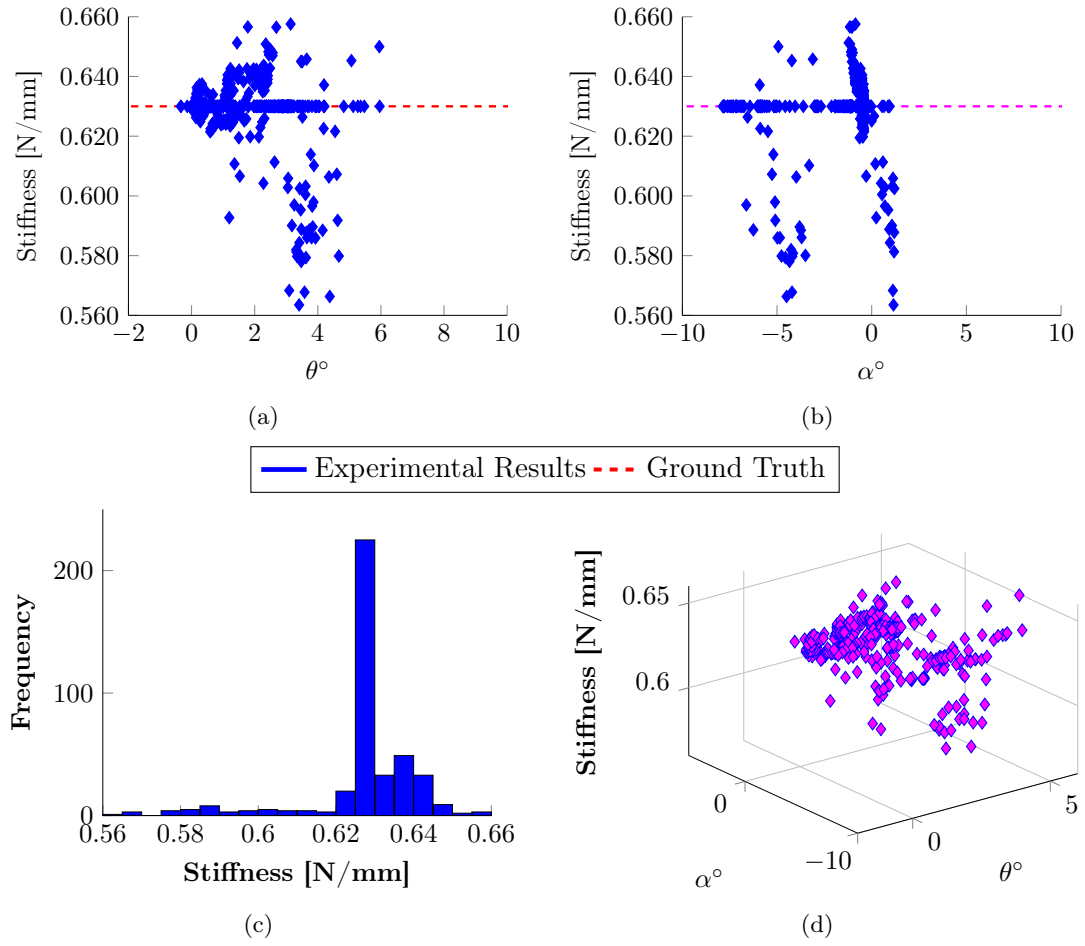 0.660
0.640
0.620
0.600
0.580
0.560
Stiffness [N/mm]
−2 0 2 4 6 8 10
θ°
(a)
0.660
0.640
0.620
0.600
0.580
0.560
Stiffness [N/mm]
−10 −5 0 5 10
α°
(b)
Experimental Results Ground Truth
200
100
0
Frequency
0.56 0.58 0.6 0.62 0.64 0.66
Stiffness [N/mm]
(c)
0.65
0.6
Stiffness [N/mm]
0
−10
α°
0
5
θ°
(d)